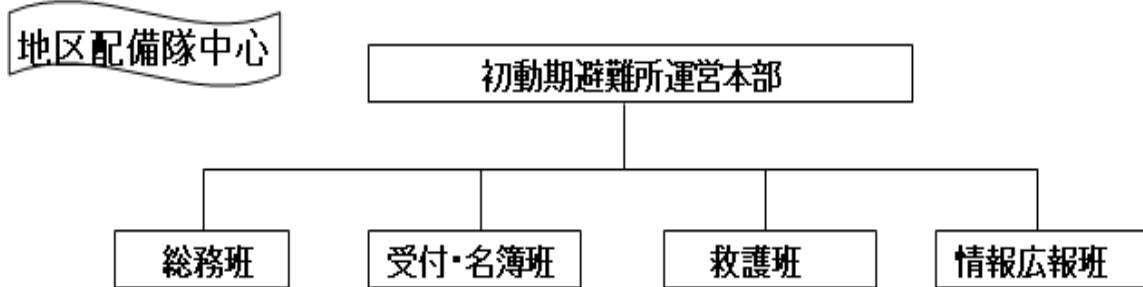 地区配備隊中心
初動期避難所運営本部
総務班
受付・名簿班
救護班
情報広報班